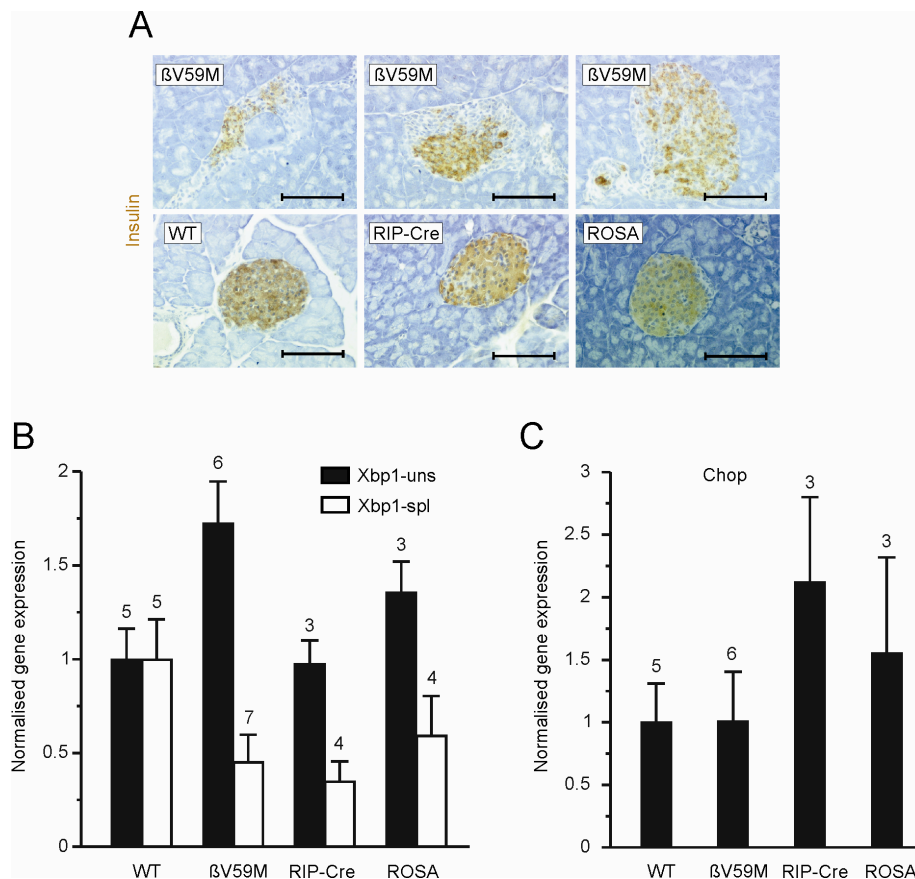 A
ßV59M
ßV59M
ßV59M
Insulin
WT
RIP-Cre
ROSA
B
Normalised gene expression
2
1.5
1
0.5
0
Xbp1-uns
Xbp1-spl
5
5
6
7
3
4
3
4
WT
ßV59M
RIP-Cre
ROSA
C
Chop
Normalised gene expression
3
2.5
2
1.5
1
0.5
0
5
6
3
3
WT
ßV59M
RIP-Cre
ROSA